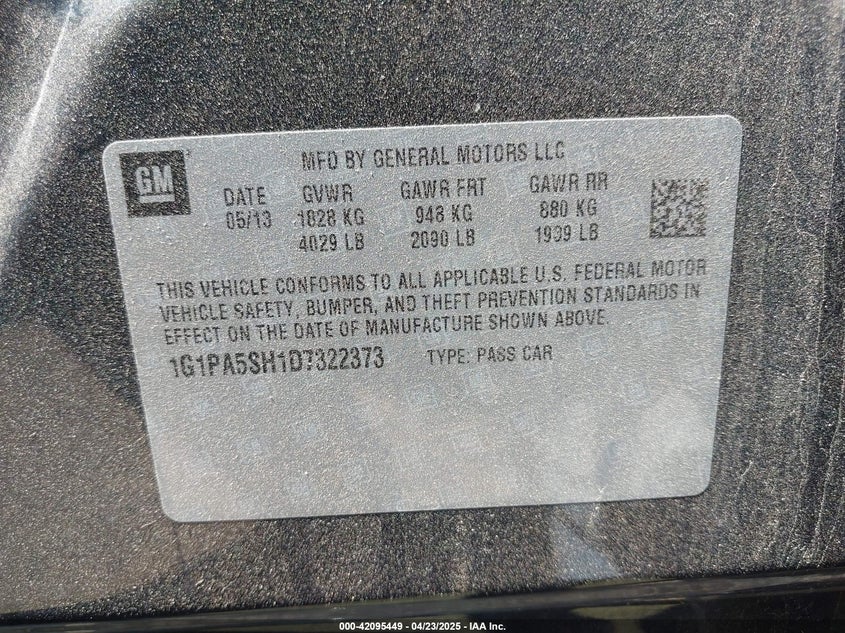 GM
MFD BY GENERAL MOTORS LLC
DATE GVWR GAWR FRT GAWR RR
05/13 1828 KG 948 KG 880 KG
4029 LB 2090 LB 1939 LB
THIS VEHICLE CONFORMS TO ALL APPLICABLE U.S. FEDERAL MOTOR
VEHICLE SAFETY, BUMPER, AND THEFT PREVENTION STANDARDS IN
EFFECT ON THE DATE OF MANUFACTURE SHOWN ABOVE.
1G1PA5SH1D7322373 TYPE: PASS CAR
000-42095449 - 04/23/2025 - IAA Inc.